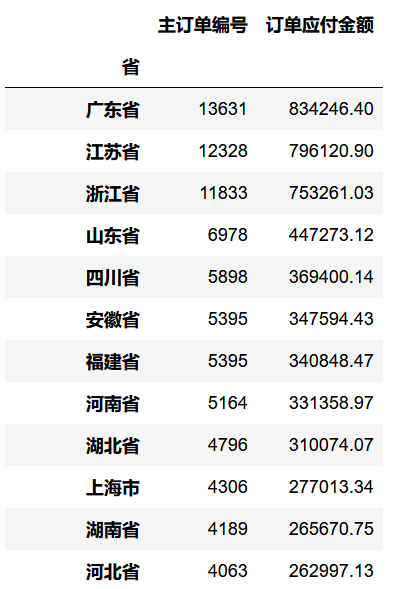 主订单编号 订单应付金额
省
广东省 13631 834246.40
江苏省 12328 796120.90
浙江省 11833 753261.03
山东省 6978 447273.12
四川省 5898 369400.14
安徽省 5395 347594.43
福建省 5395 340848.47
河南省 5164 331358.97
湖北省 4796 310074.07
上海市 4306 277013.34
湖南省 4189 265670.75
河北省 4063 262997.13